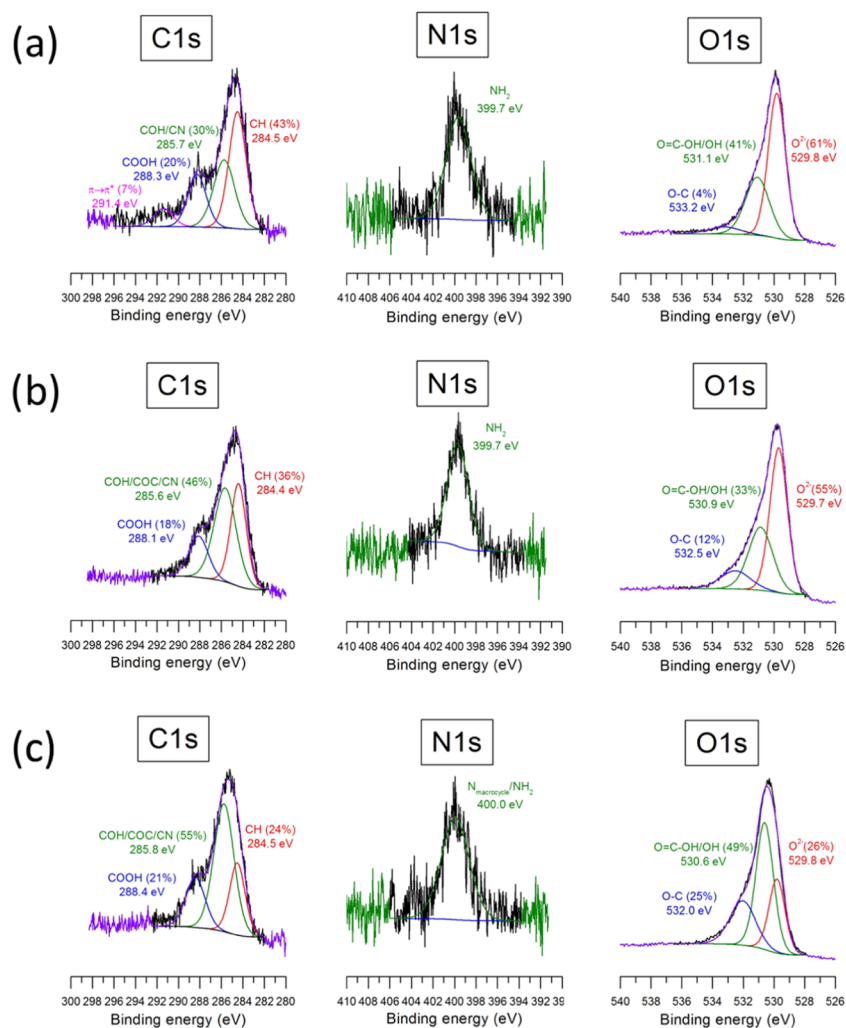 (a)
C1s
N1s
O1s
CH (43%)
284.5 eV
COH/CN (30%)
285.7 eV
COOH (20%)
288.3 eV
π→π* (7%)
291.4 eV
NH2
399.7 eV
O2-(61%)
529.8 eV
O=C-OH/OH (41%)
531.1 eV
O-C (4%)
533.2 eV
300 298 296 294 292 290 288 286 284 282 280
Binding energy (eV)
410 408 406 404 402 400 398 396 394 392 390
Binding energy (eV)
540 538 536 534 532 530 528 526
Binding energy (eV)
(b)
C1s
N1s
O1s
COH/COC/CN (46%)
285.6 eV
CH (36%)
284.4 eV
COOH (18%)
288.1 eV
NH2
399.7 eV
O=C-OH/OH (33%)
530.9 eV
O2-(55%)
529.7 eV
O-C (12%)
532.5 eV
300 298 296 294 292 290 288 286 284 282 280
Binding energy (eV)
410 408 406 404 402 400 398 396 394 392 390
Binding energy (eV)
540 538 536 534 532 530 528 526
Binding energy (eV)
(c)
C1s
N1s
O1s
COH/COC/CN (55%)
285.8 eV
CH (24%)
284.5 eV
COOH (21%)
288.4 eV
Nmacrocycle/NH2
400.0 eV
O=C-OH/OH (49%)
530.6 eV
O2-(26%)
529.8 eV
O-C (25%)
532.0 eV
300 298 296 294 292 290 288 286 284 282 280
Binding energy (eV)
410 408 406 404 402 400 398 396 394 392 390
Binding energy (eV)
540 538 536 534 532 530 528 526
Binding energy (eV)